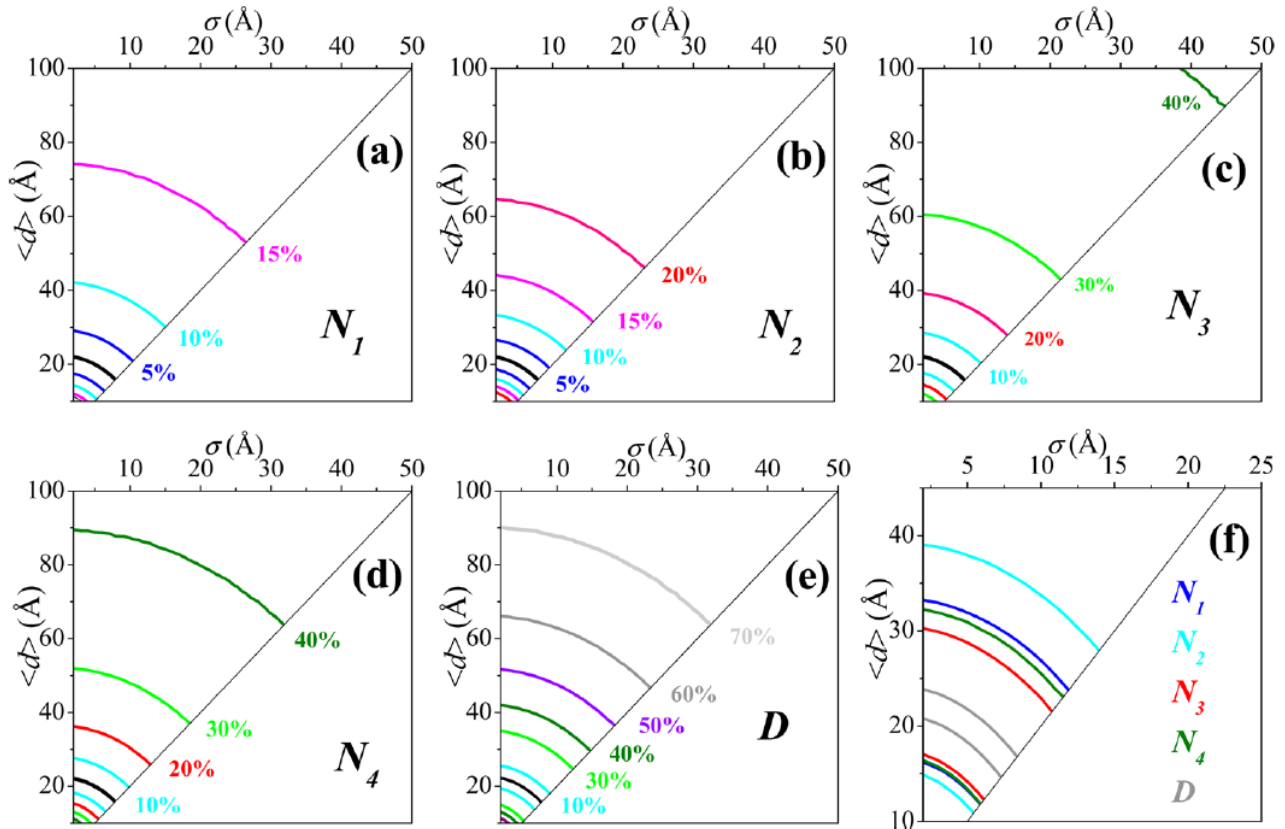 σ (Å) σ (Å) σ (Å)
10 20 30 40 50 10 20 30 40 50 10 20 30 40 50
100 100 100
40%
(a) (b) (c)
80 80 80
<d> (Å) <d> (Å) <d> (Å)
60 60 60
15% 20% 30%
40 40 40
10% 15% 20%
N1 N2 N3
10% 10%
20 5% 20 5% 20
σ (Å) σ (Å) σ (Å)
10 20 30 40 50 10 20 30 40 50 5 10 15 20 25
100 100
(d) (e) (f)
80 80 40
<d> (Å) <d> (Å) <d> (Å)
60 40% 60 70% 30
N1
N2
60%
40 30% 40 50% 20
N3
N4 D
40%
20% 30% N4
20 10% 20 10% 10
D